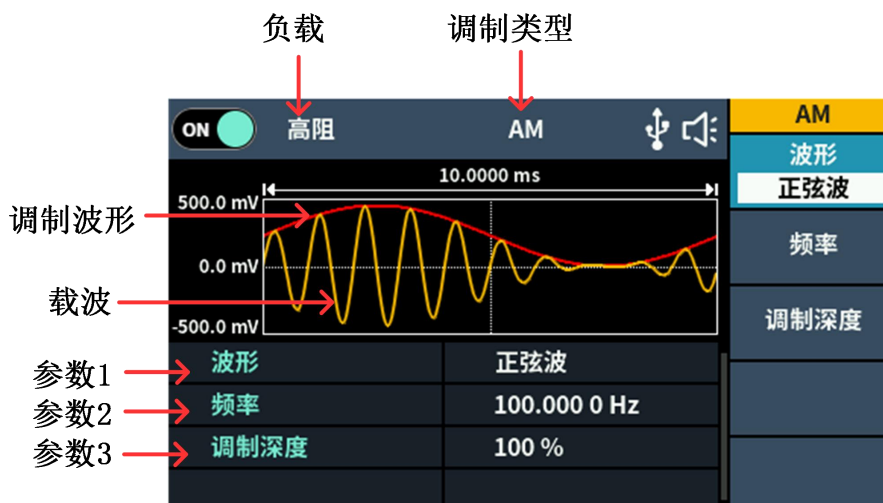 负载
调制类型
ON
高阻
AM
AM
波形
正弦波
10.0000 ms
500.0 mV
调制波形
频率
0.0 mV
载波
调制深度
-500.0 mV
参数1
波形
正弦波
参数2
频率
100.000 0 Hz
参数3
调制深度
100 %